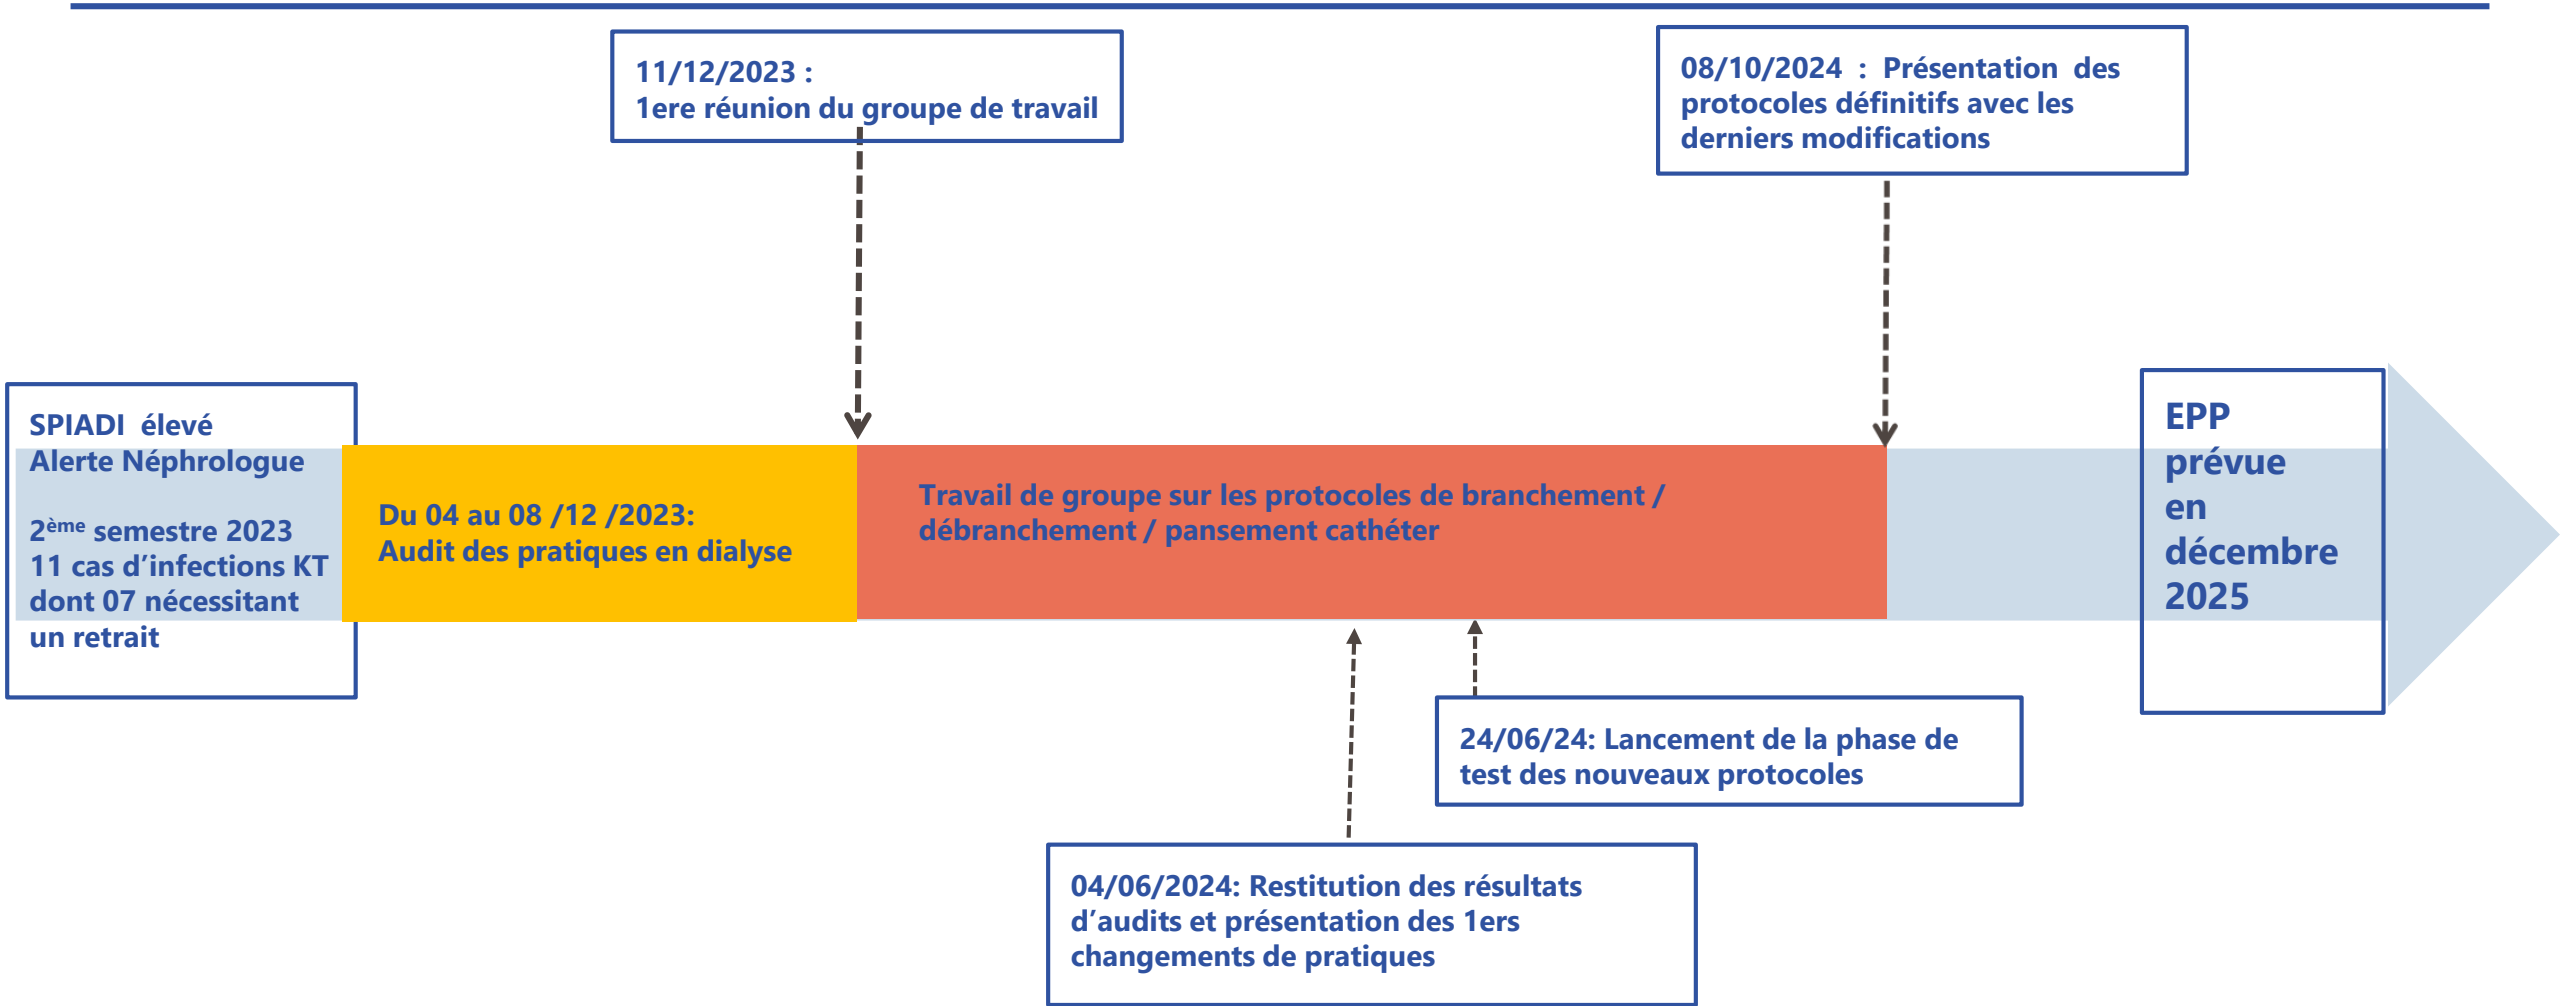 11/12/2023 :
1ere réunion du groupe de travail
08/10/2024 : Présentation des
protocoles définitifs avec les
derniers modifications
SPIADI élevé
Alerte Néphrologue
2ème semestre 2023
11 cas d’infections KT
dont 07 nécessitant
un retrait
Du 04 au 08 /12 /2023:
Audit des pratiques en dialyse
Travail de groupe sur les protocoles de branchement /
débranchement / pansement cathéter
EPP
prévue
en
décembre
2025
24/06/24: Lancement de la phase de
test des nouveaux protocoles
04/06/2024: Restitution des résultats
d’audits et présentation des 1ers
changements de pratiques